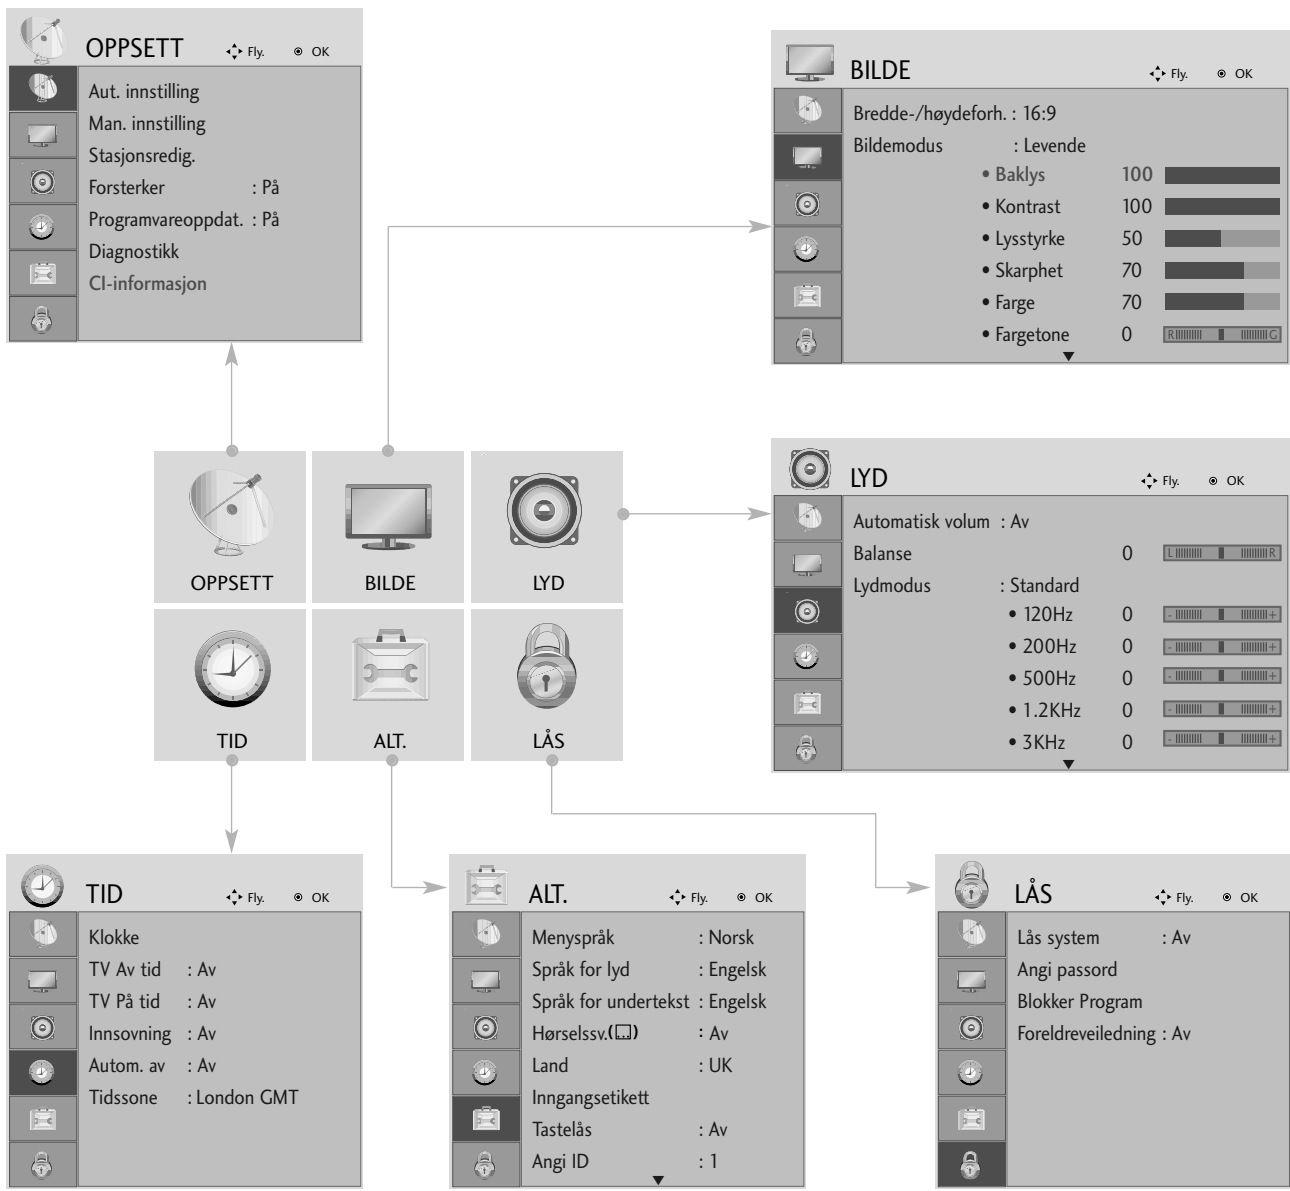 OPPSETT Fly. OK
Aut. innstilling
Man. innstilling
Stasjonsredig.
Forsterker : På
Programvareoppdat. : På
Diagnostikk
CI-informasjon
BILDE Fly. OK
Bredde-/høydeforh. : 16:9
Bildemodus : Levende
• Baklys 100
• Kontrast 100
• Lysstyrke 50
• Skarphet 70
• Farge 70
• Fargetone 0 R G
OPPSETT BILDE LYD
TID ALT. LÅS
LYD Fly. OK
Automatisk volum : Av
Balanse 0 L R
Lydmodus : Standard
• 120Hz 0 - +
• 200Hz 0 - +
• 500Hz 0 - +
• 1.2KHz 0 - +
• 3KHz 0 - +
TID Fly. OK
Klokke
TV Av tid : Av
TV På tid : Av
Innsovning : Av
Autom. av : Av
Tidssone : London GMT
ALT. Fly. OK
Menyspråk : Norsk
Språk for lyd : Engelsk
Språk for undertekst : Engelsk
Hørselssv.( ) : Av
Land : UK
Inngangsetikett
Tastelås : Av
Angi ID : 1
LÅS Fly. OK
Lås system : Av
Angi passord
Blokker Program
Foreldreveiledning : Av